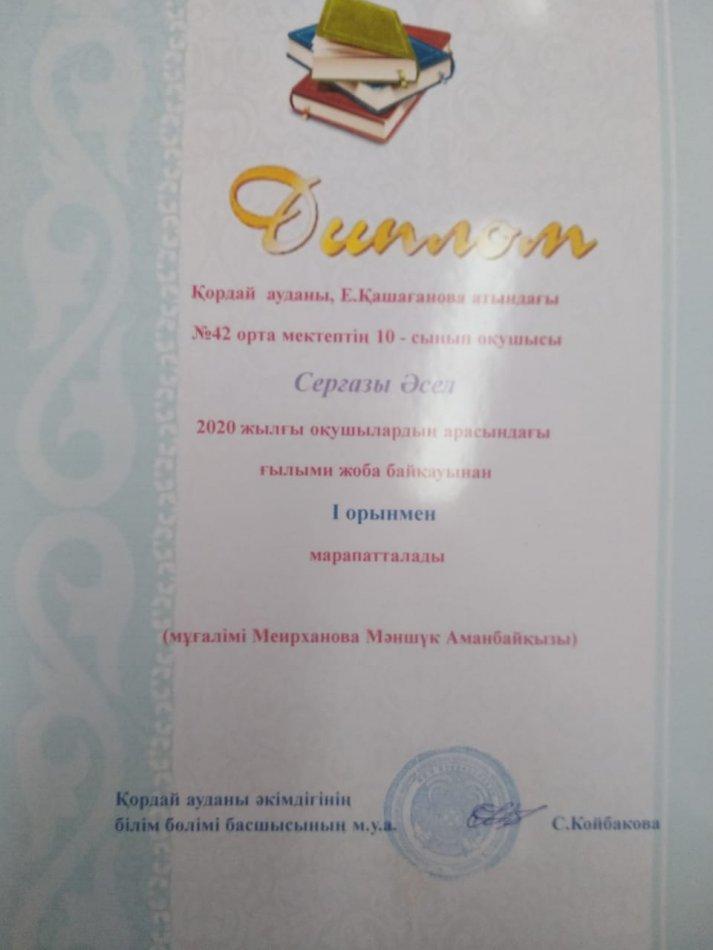 Диплом
Қордай ауданы, Е.Қашағанова атындағы
№42 орта мектептің 10 - сынып оқушысы
Серғазы Әсел
2020 жылғы оқушылардың арасындағы
ғылыми жоба байқауынан
I орынмен
марапатталады
(мұғалімі Меирханова Мәншүк Аманбайқызы)
Қордай ауданы әкімдігінің
білім бөлімі басшысының м.у.а. С.Койбакова